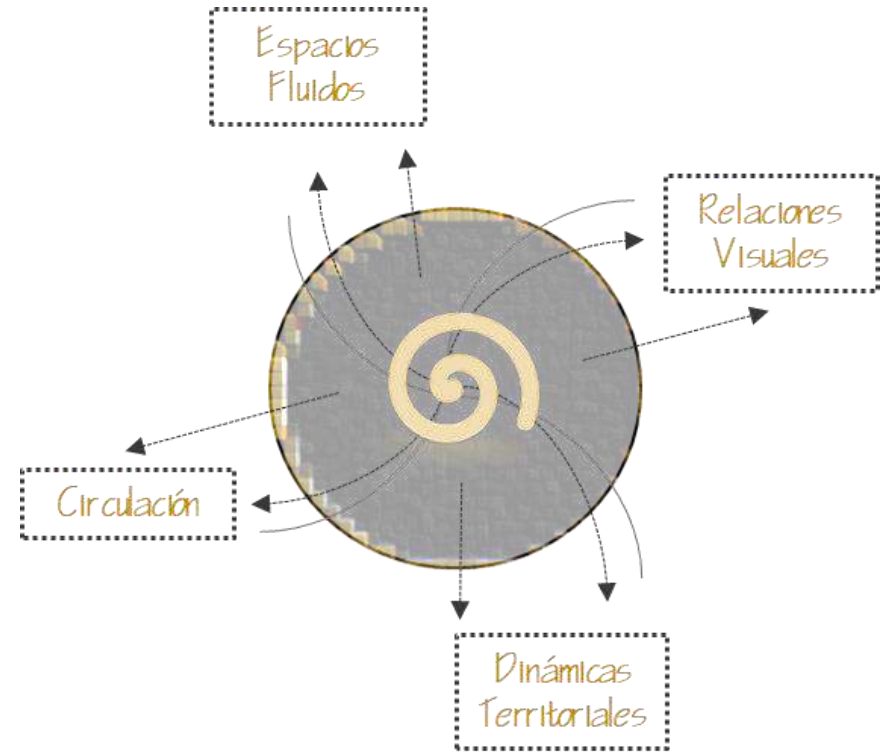 Espacios
Fluidos
Relaciones
Visuales
Circulación
Dinámicas
Territoriales